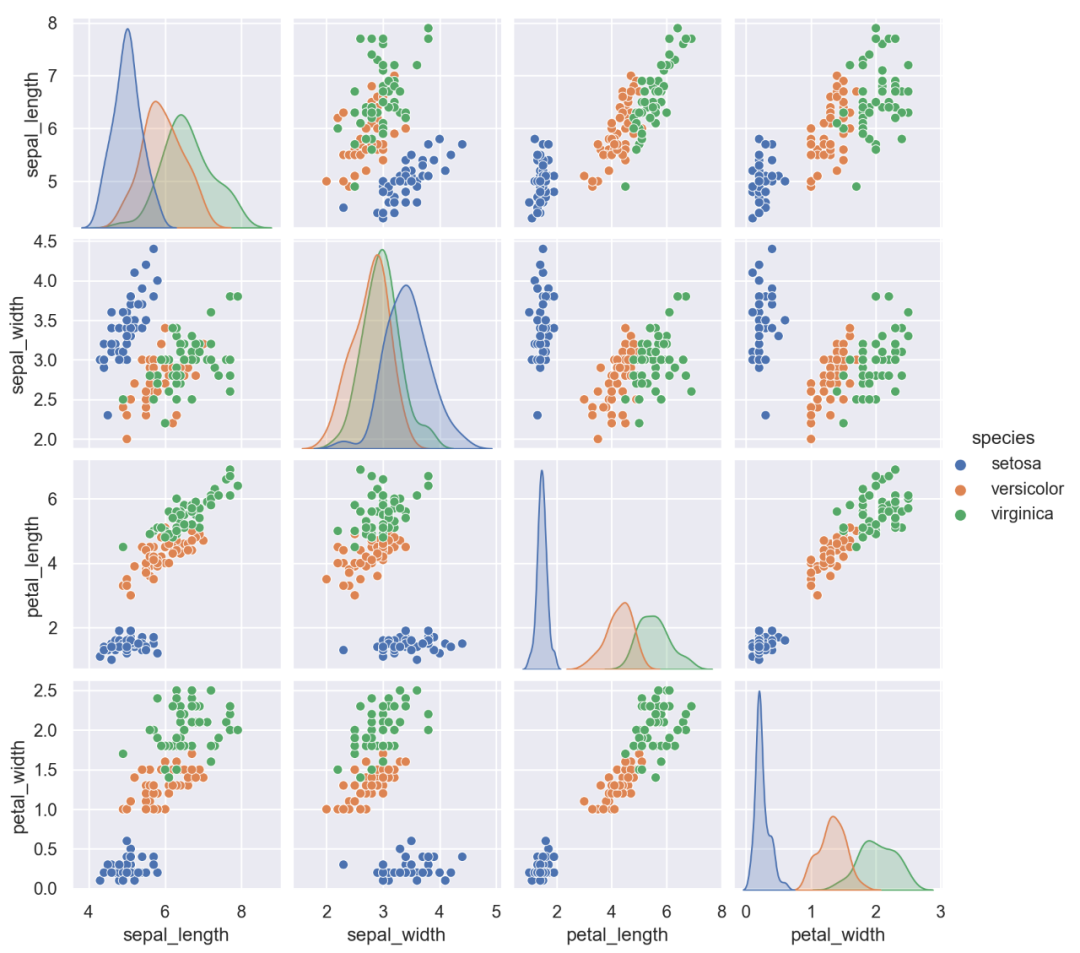 8
7
6
5
sepal_length
4.5
4.0
3.5
3.0
2.5
2.0
sepal_width
6
4
2
petal_length
species
setosa
versicolor
virginica
2.5
2.0
1.5
1.0
0.5
0.0
petal_width
4 6 8
2 3 4 5
2 4 6 8
0 1 2 3
sepal_length
sepal_width
petal_length
petal_width